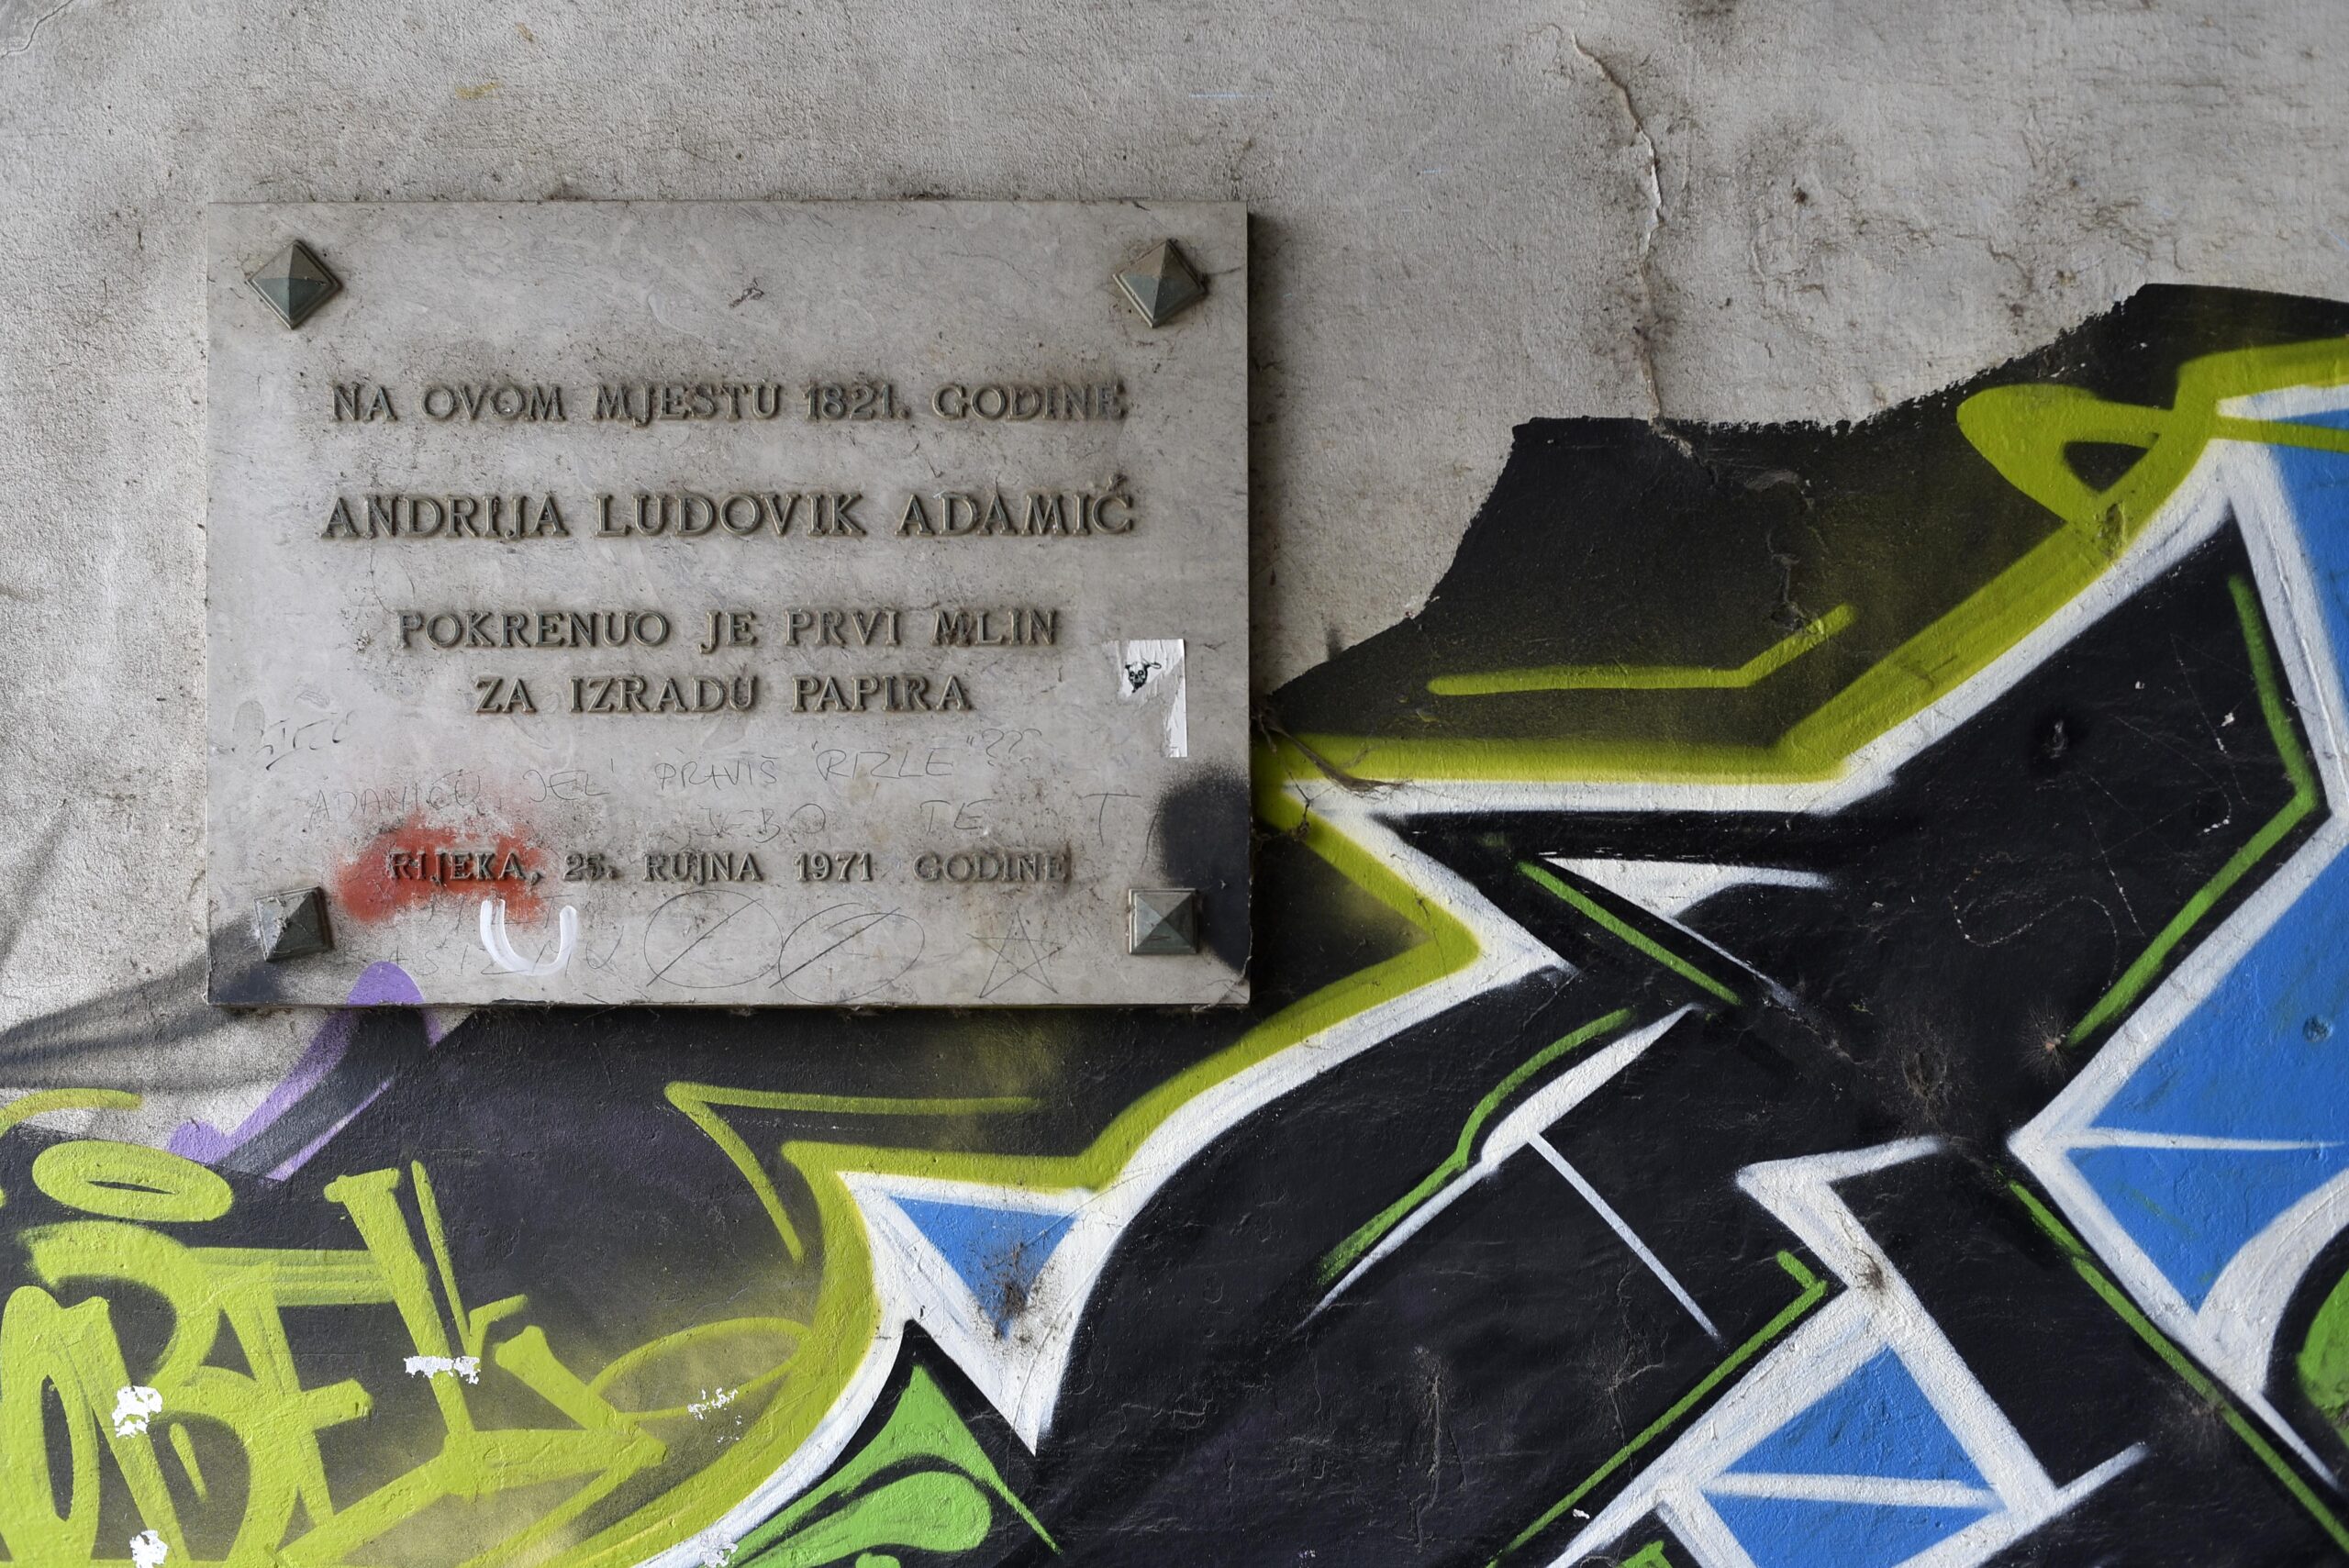 NA OVOM MJESTU 1821. GODINE
ANDRIJA LUDOVIK ADAMIĆ
POKRENUO JE PRVI MLIN
ZA IZRADU PAPIRA
ADAMIĆU, JEL' PRAVIŠ "RIZLE"??
JEBO TE T
RIJEKA, 25. RUJNA 1971 GODINE